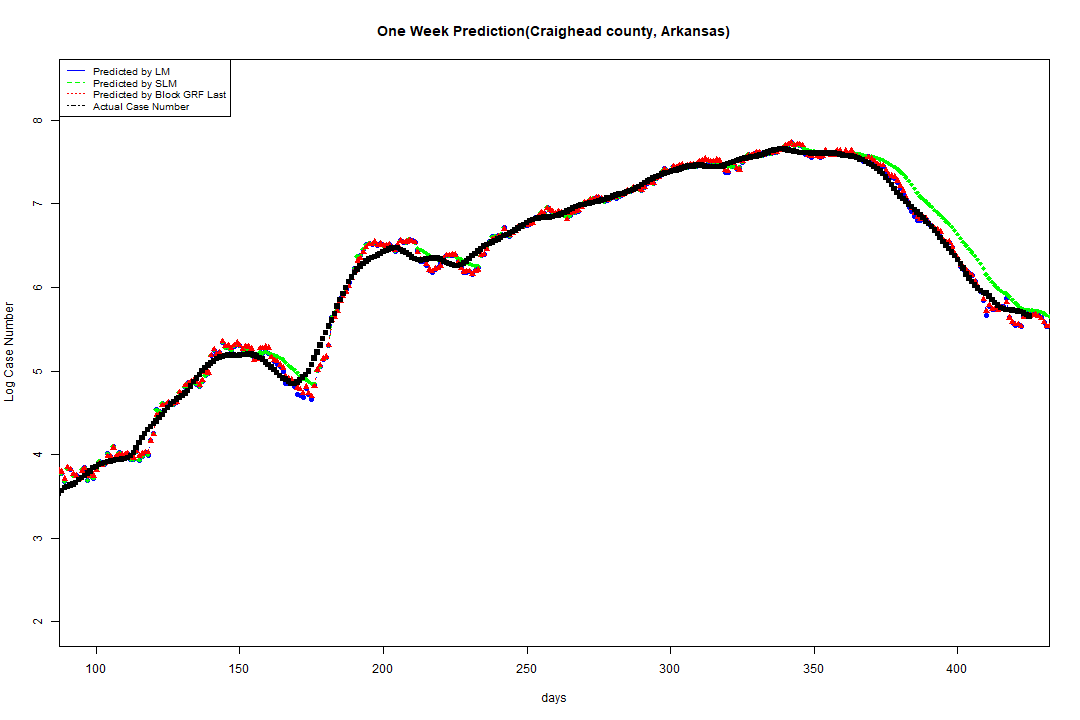 One Week Prediction(Craighead county, Arkansas)
Predicted by LM
Predicted by SLM
Predicted by Block GRF Last
Actual Case Number
8
7
6
5
4
3
2
Log Case Number
100 150 200 250 300 350 400
days